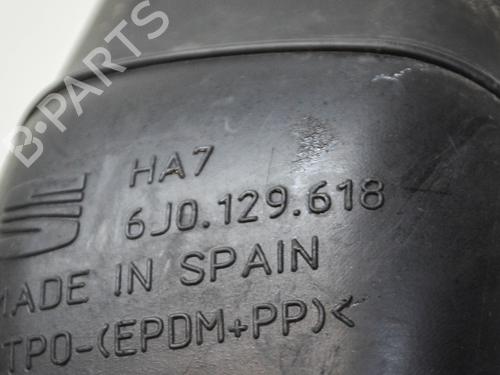 B-PARTS
HA7
6J0.129.618
MADE IN SPAIN
TPO-(EPDM+PP)<